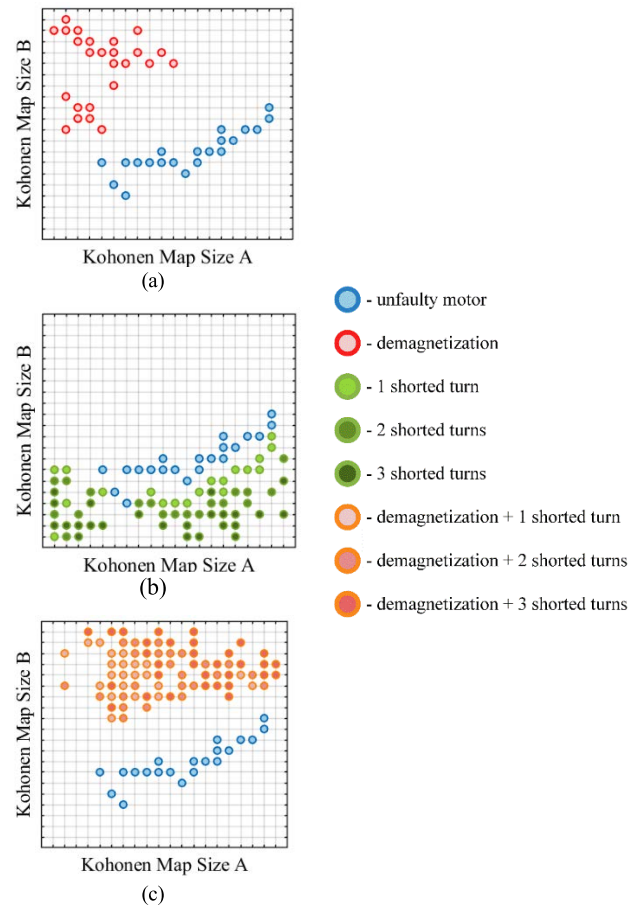 Kohonen Map Size B
Kohonen Map Size A
(a)
Kohonen Map Size B
Kohonen Map Size A
(b)
Kohonen Map Size B
Kohonen Map Size A
(c)
- unfaulty motor
- demagnetization
- 1 shorted turn
- 2 shorted turns
- 3 shorted turns
- demagnetization + 1 shorted turn
- demagnetization + 2 shorted turns
- demagnetization + 3 shorted turns